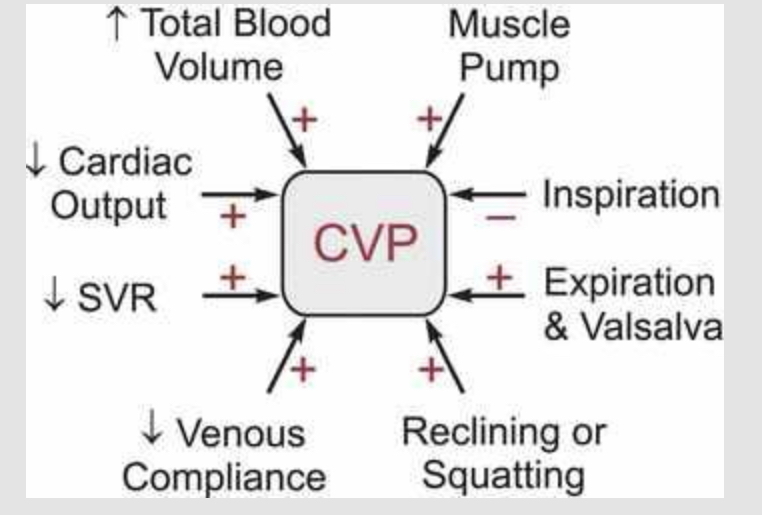 ↑ Total Blood
Volume
Muscle
Pump
↓ Cardiac
Output
+
+
+
Inspiration
−
CVP
↓ SVR
+
+
Expiration
& Valsalva
+
+
↓ Venous
Compliance
Reclining or
Squatting